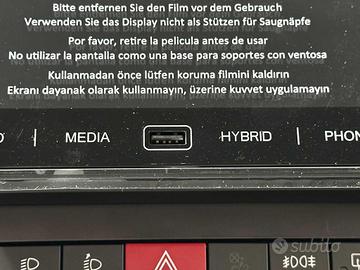 Bitte entfernen Sie den Film vor dem Gebrauch
Verwenden Sie das Display nicht als Stützen für Saugnäpfe
Por favor, retire la película antes de usar
No utilizar la pantalla como una base para soportes con ventosa
Kullanmadan önce lütfen koruma filmini kaldırın
Ekranı dayanak olarak kullanmayın, üzerine kuvvet uygulamayın
MEDIA
HYBRID
PHON
subito